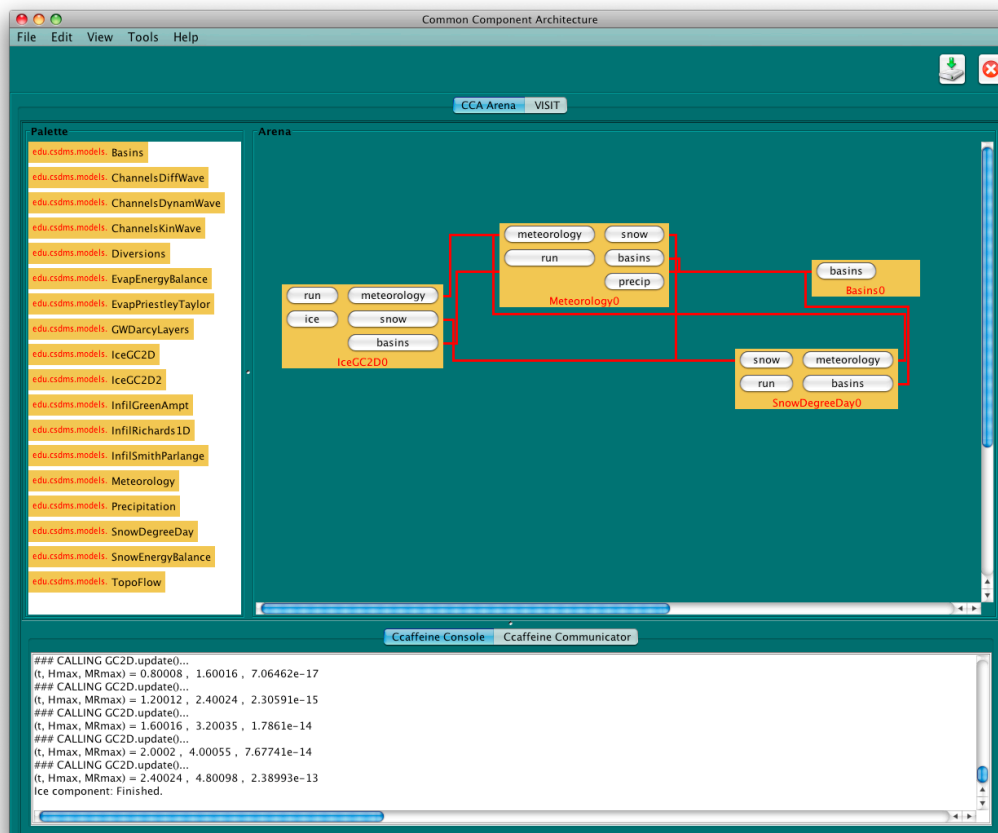 Common Component Architecture
File Edit View Tools Help
CCA Arena VISIT
Palette
edu.csdms.models. Basins
edu.csdms.models. ChannelsDiffWave
edu.csdms.models. ChannelsDynamWave
edu.csdms.models. ChannelsKinWave
edu.csdms.models. Diversions
edu.csdms.models. EvapEnergyBalance
edu.csdms.models. EvapPriestleyTaylor
edu.csdms.models. GWDarcyLayers
edu.csdms.models. IceGC2D
edu.csdms.models. IceGC2D2
edu.csdms.models. InfilGreenAmpt
edu.csdms.models. InfilRichards1D
edu.csdms.models. InfilSmithParlange
edu.csdms.models. Meteorology
edu.csdms.models. Precipitation
edu.csdms.models. SnowDegreeDay
edu.csdms.models. SnowEnergyBalance
edu.csdms.models. TopoFlow
Arena
run meteorology
ice snow
basins
IceGC2D0
meteorology snow
run basins
precip
Meteorology0
basins
Basins0
snow meteorology
run basins
SnowDegreeDay0
Ccaffeine Console Ccaffeine Communicator
### CALLING GC2D.update()...
(t, Hmax, MRmax) = 0.80008 , 1.60016 , 7.06462e-17
### CALLING GC2D.update()...
(t, Hmax, MRmax) = 1.20012 , 2.40024 , 2.30591e-15
### CALLING GC2D.update()...
(t, Hmax, MRmax) = 1.60016 , 3.20035 , 1.7861e-14
### CALLING GC2D.update()...
(t, Hmax, MRmax) = 2.0002 , 4.00055 , 7.67741e-14
### CALLING GC2D.update()...
(t, Hmax, MRmax) = 2.40024 , 4.80098 , 2.38993e-13
Ice component: Finished.